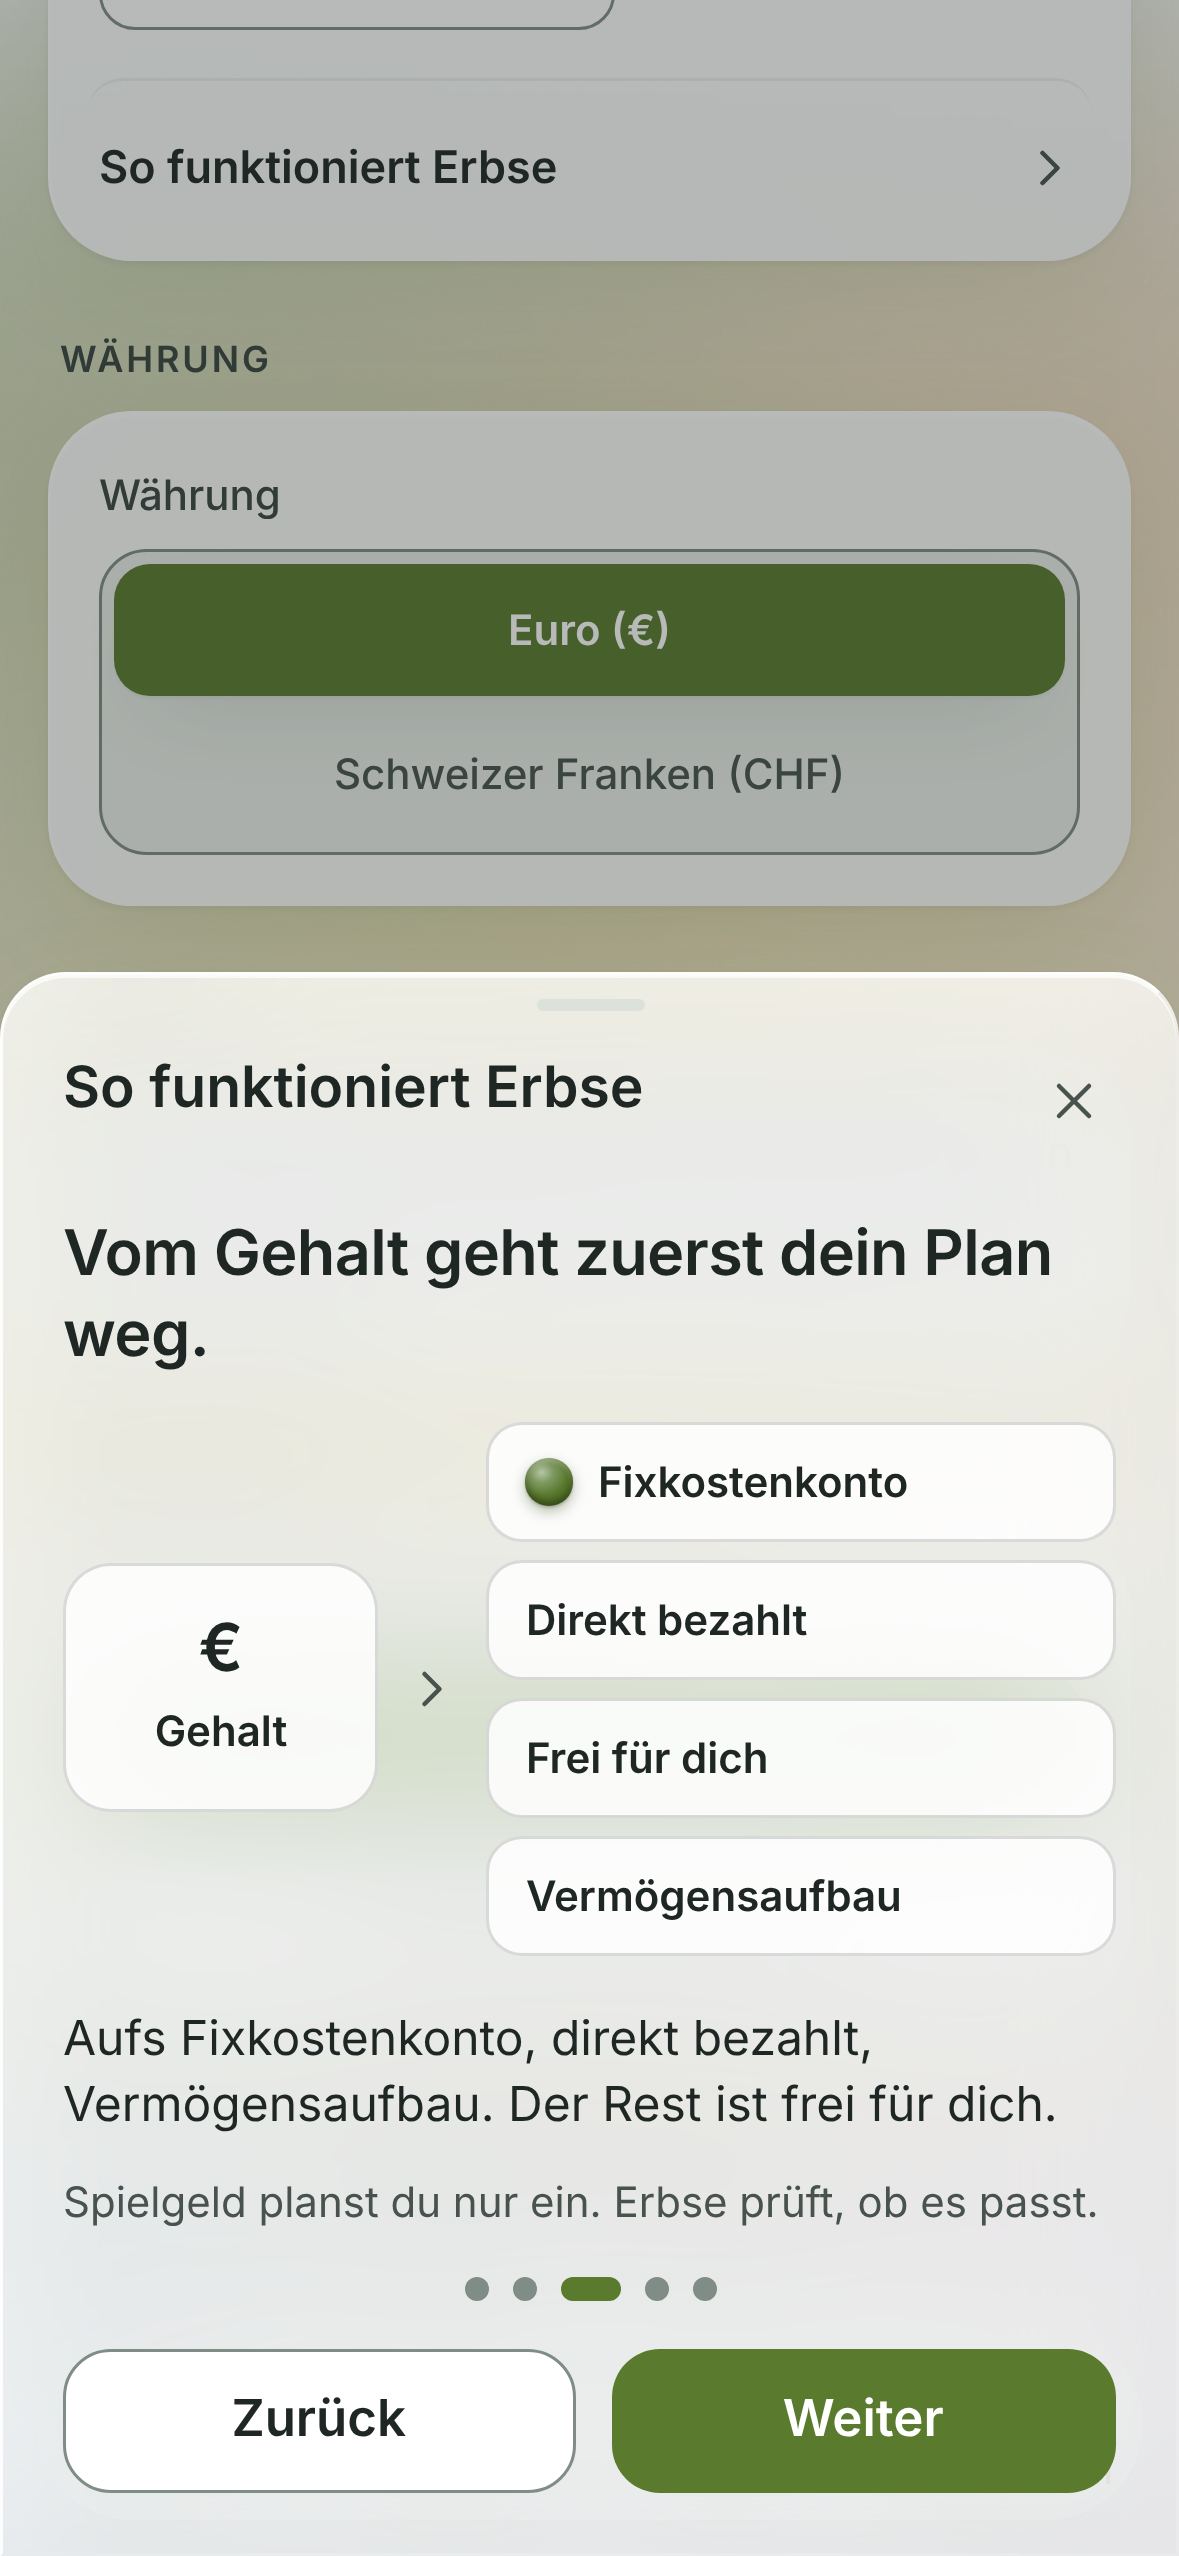 So funktioniert Erbse
WÄHRUNG
Währung
Euro (€)
Schweizer Franken (CHF)
So funktioniert Erbse
Vom Gehalt geht zuerst dein Plan
weg.
€
Gehalt
Fixkostenkonto
Direkt bezahlt
Frei für dich
Vermögensaufbau
Aufs Fixkostenkonto, direkt bezahlt,
Vermögensaufbau. Der Rest ist frei für dich.
Spielgeld planst du nur ein. Erbse prüft, ob es passt.
Zurück
Weiter